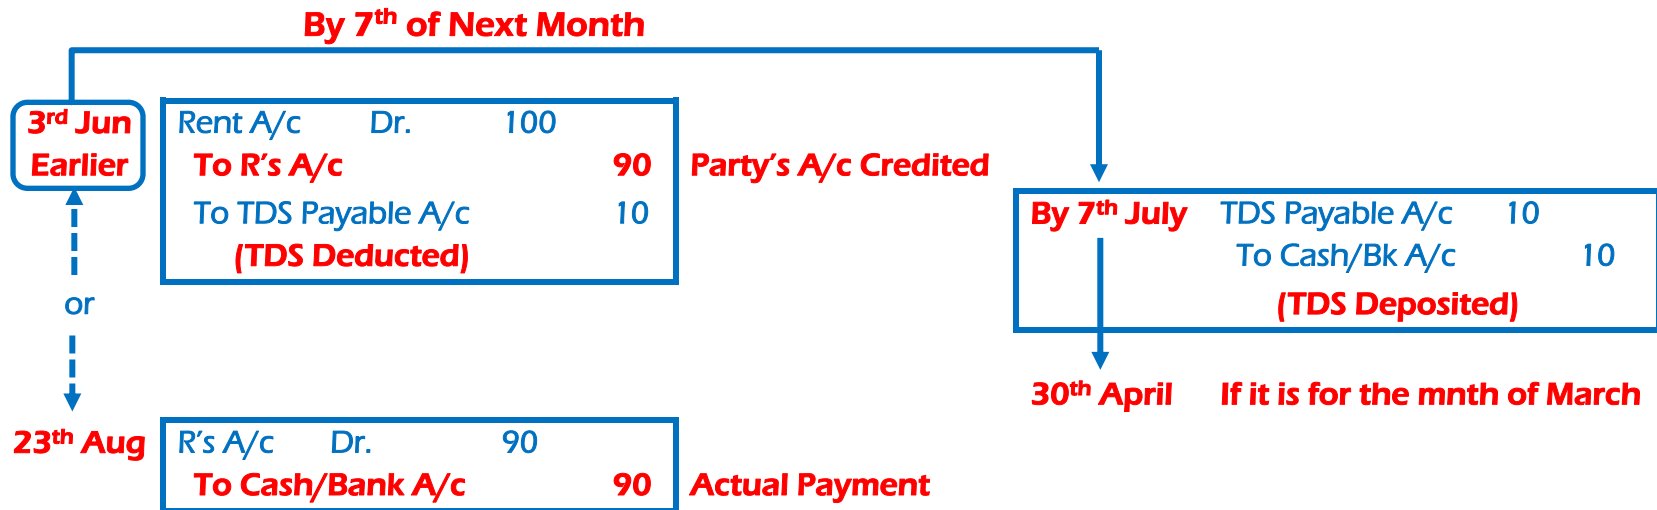 By 7th of Next Month
3rd Jun
Earlier
Rent A/c Dr. 100
To R's A/c 90 Party's A/c Credited
To TDS Payable A/c 10
(TDS Deducted)
By 7th July TDS Payable A/c 10
To Cash/Bk A/c 10
(TDS Deposited)
or
30th April If it is for the mnth of March
23th Aug R's A/c Dr. 90
To Cash/Bank A/c 90 Actual Payment